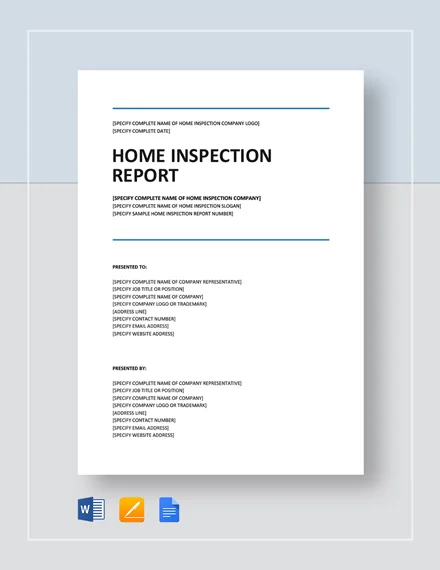 [SPECIFY COMPLETE NAME OF HOME INSPECTION COMPANY LOGO]
[SPECIFY COMPLETE DATE]
HOME INSPECTION
REPORT
[SPECIFY COMPLETE NAME OF HOME INSPECTION COMPANY]
[SPECIFY COMPLETE NAME OF HOME INSPECTION SLOGAN]
[SPECIFY SAMPLE HOME INSPECTION REPORT NUMBER]
PRESENTED TO:
[SPECIFY COMPLETE NAME OF COMPANY REPRESENTATIVE]
[SPECIFY JOB TITLE OR POSITION]
[SPECIFY COMPLETE NAME OF COMPANY]
[SPECIFY COMPANY LOGO OR TRADEMARK]
[ADDRESS LINE]
[SPECIFY CONTACT NUMBER]
[SPECIFY EMAIL ADDRESS]
[SPECIFY WEBSITE ADDRESS]
PRESENTED BY:
[SPECIFY COMPLETE NAME OF COMPANY REPRESENTATIVE]
[SPECIFY JOB TITLE OR POSITION]
[SPECIFY COMPLETE NAME OF COMPANY]
[SPECIFY COMPANY LOGO OR TRADEMARK]
[ADDRESS LINE]
[SPECIFY CONTACT NUMBER]
[SPECIFY EMAIL ADDRESS]
[SPECIFY WEBSITE ADDRESS]
W